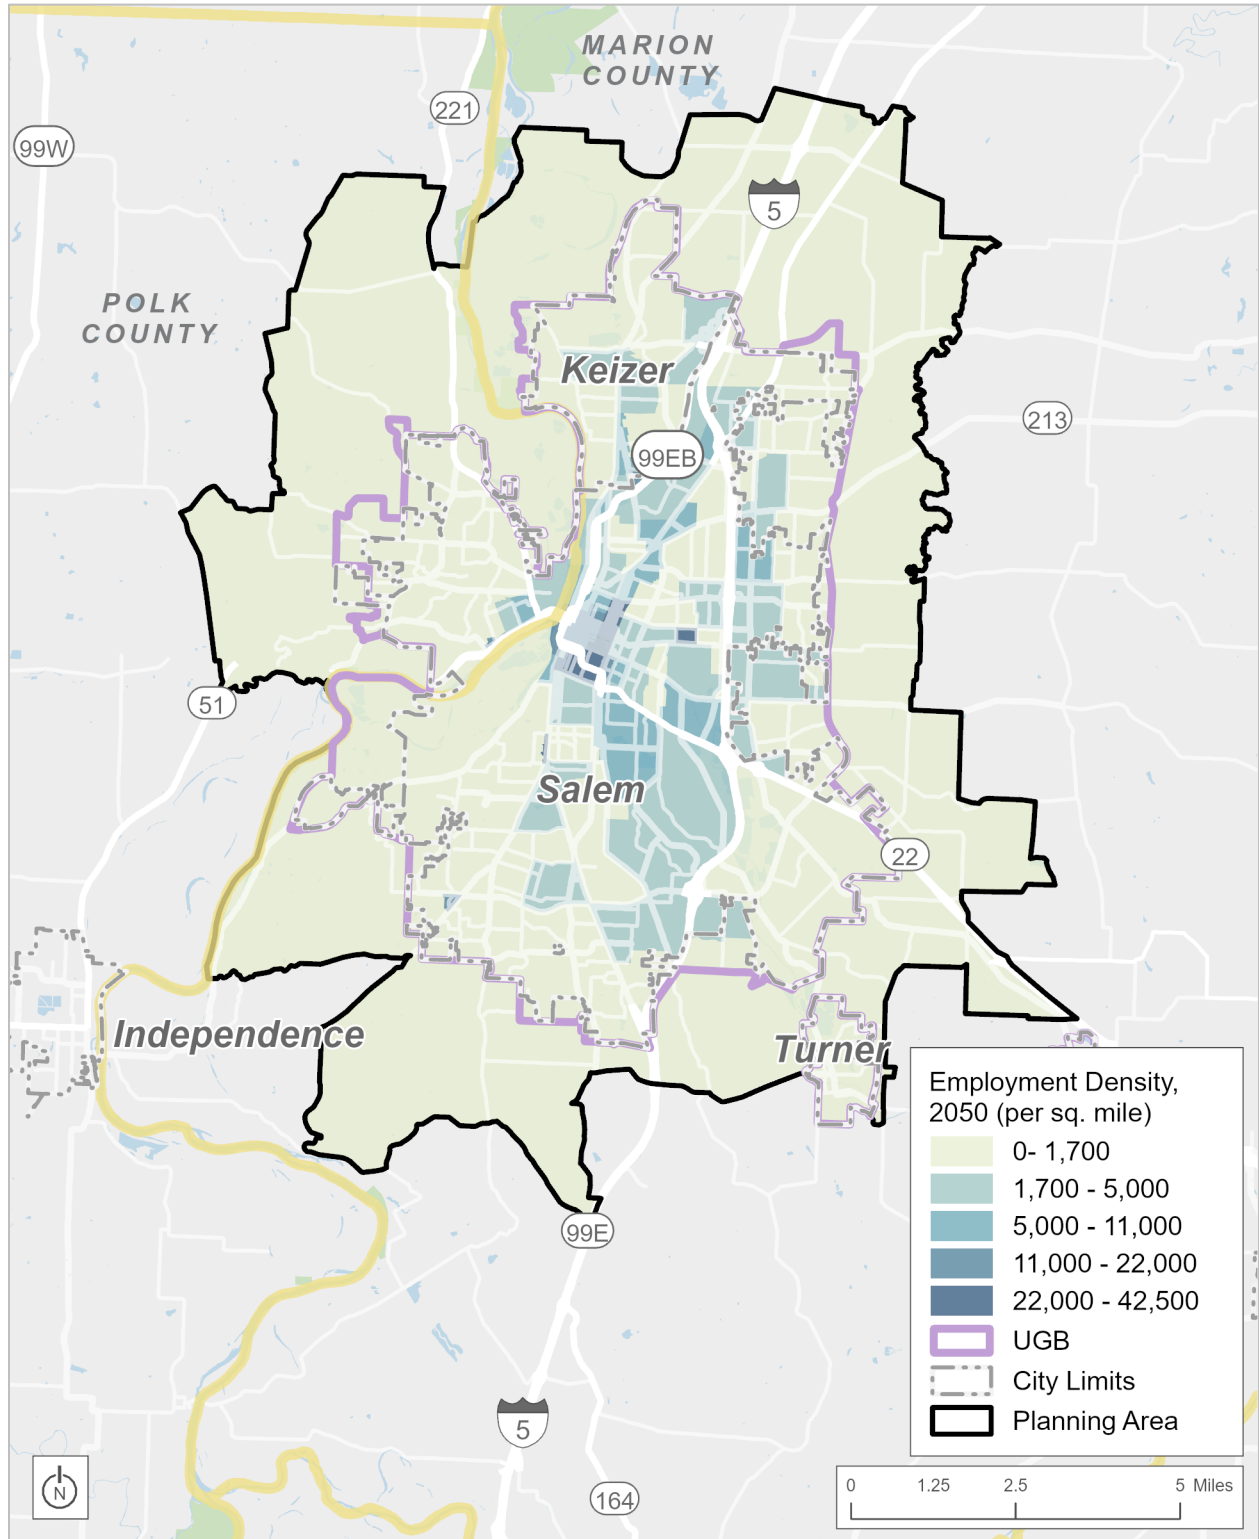 MARION
COUNTY
221
99W
5
POLK
COUNTY
Keizer
213
99EB
51
Salem
22
Independence
Turner
99E
5
164
Employment Density,
2050 (per sq. mile)
0- 1,700
1,700 - 5,000
5,000 - 11,000
11,000 - 22,000
22,000 - 42,500
UGB
City Limits
Planning Area
N
0 1.25 2.5 5 Miles